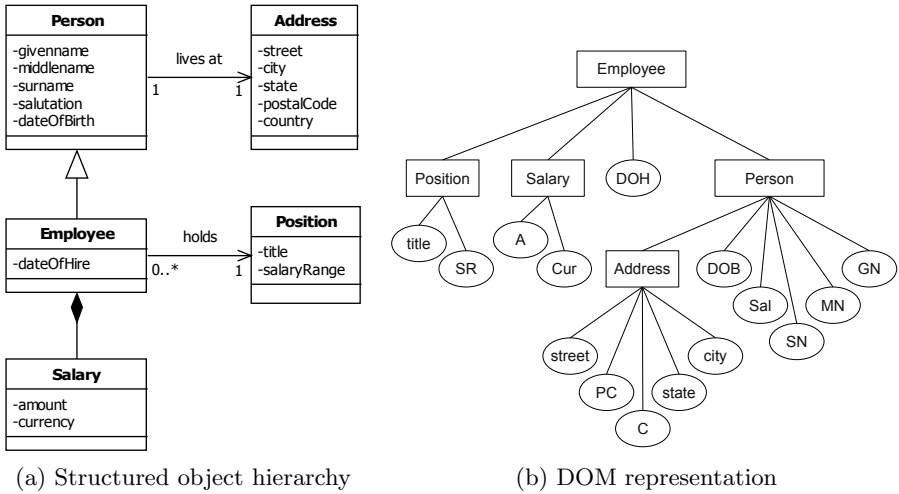 Person
-givenname
-middlename
-surname
-salutation
-dateOfBirth
lives at
1
1
Address
-street
-city
-state
-postalCode
-country
Employee
-dateOfHire
holds
0..*
1
Position
-title
-salaryRange
Salary
-amount
-currency
(a) Structured object hierarchy
Employee
Position
Salary
DOH
Person
title
SR
A
Cur
Address
DOB
Sal
SN
MN
GN
street
PC
C
state
city
(b) DOM representation